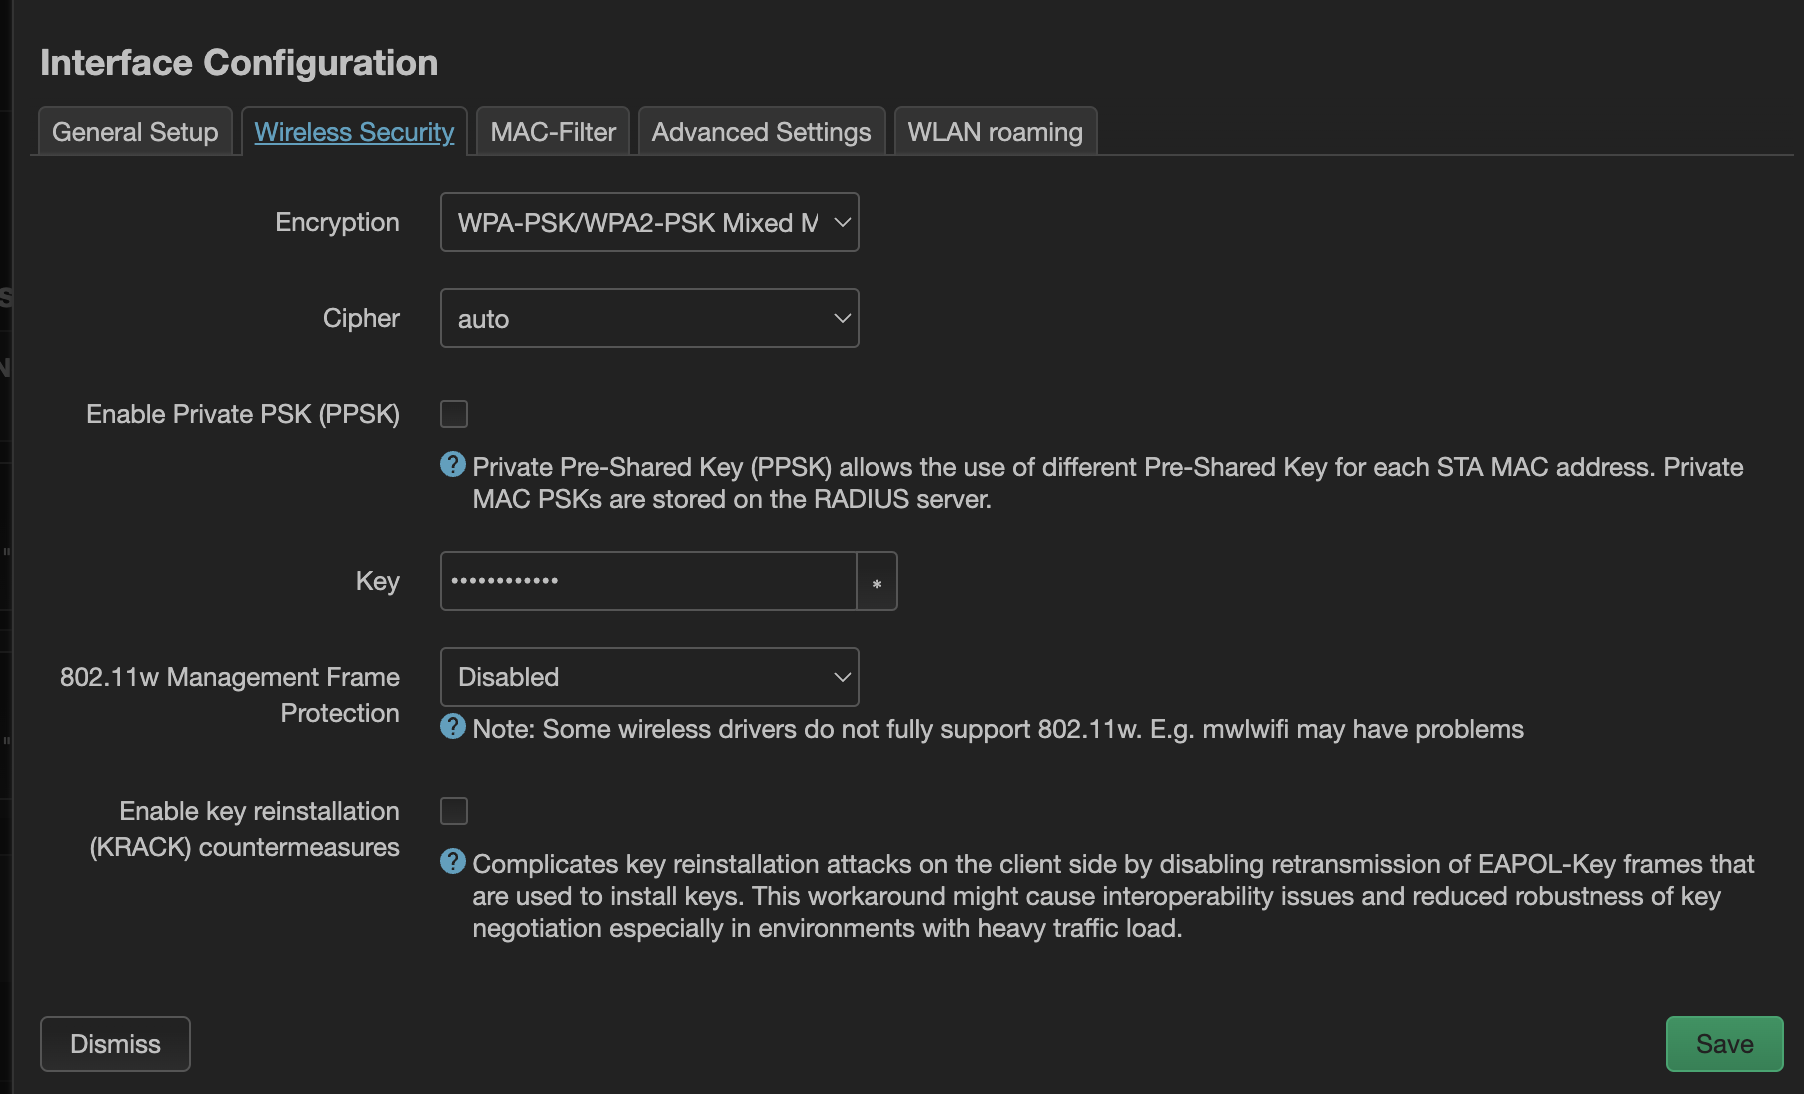 Interface Configuration
General Setup
Wireless Security
MAC-Filter
Advanced Settings
WLAN roaming
Encryption
WPA-PSK/WPA2-PSK Mixed M
Cipher
auto
Enable Private PSK (PPSK)
Private Pre-Shared Key (PPSK) allows the use of different Pre-Shared Key for each STA MAC address. Private
MAC PSKs are stored on the RADIUS server.
Key
••••••••••••
*
802.11w Management Frame
Protection
Disabled
Note: Some wireless drivers do not fully support 802.11w. E.g. mwlwifi may have problems
Enable key reinstallation
(KRACK) countermeasures
Complicates key reinstallation attacks on the client side by disabling retransmission of EAPOL-Key frames that
are used to install keys. This workaround might cause interoperability issues and reduced robustness of key
negotiation especially in environments with heavy traffic load.
Dismiss
Save